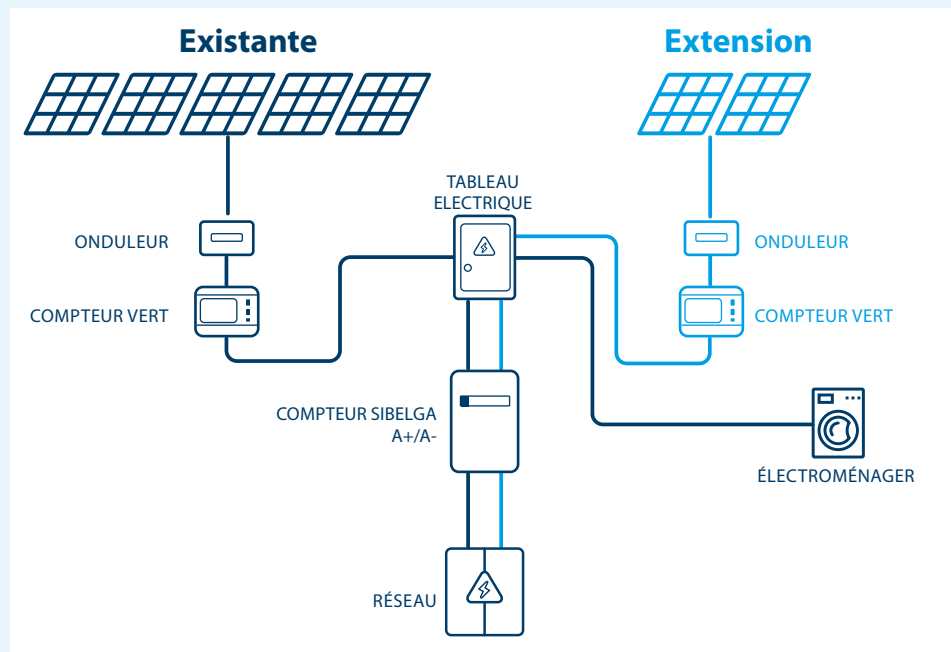 Existante
Extension
TABLEAU
ELECTRIQUE
ONDULEUR
ONDULEUR
COMPTEUR VERT
COMPTEUR VERT
COMPTEUR SIBELGA
A+/A-
ÉLECTROMÉNAGER
RÉSEAU